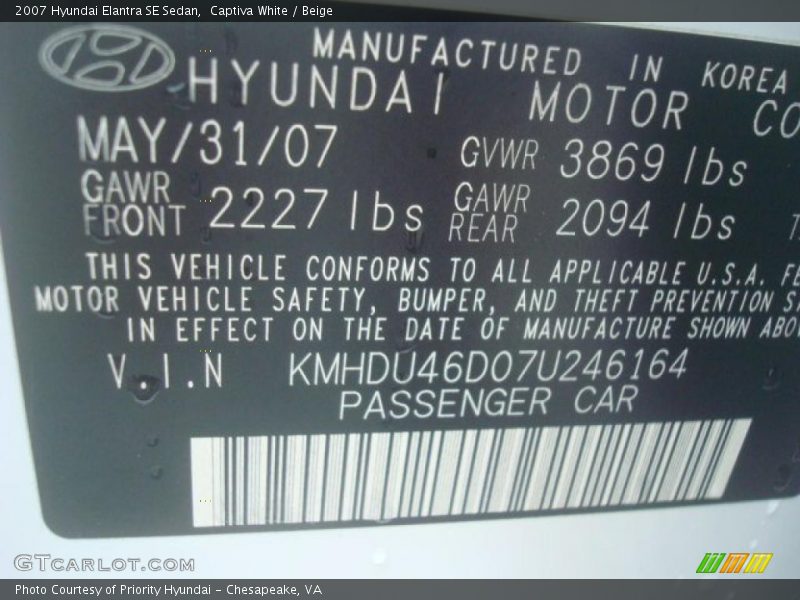 2007 Hyundai Elantra SE Sedan,  Captiva White / Beige
MANUFACTURED IN KOREA
HYUNDAI MOTOR CO
MAY/31/07 GVWR 3869 lbs
GAWR FRONT 2227 lbs GAWR REAR 2094 lbs T
THIS VEHICLE CONFORMS TO ALL APPLICABLE U.S.A. FE
MOTOR VEHICLE SAFETY, BUMPER, AND THEFT PREVENTION S
IN EFFECT ON THE DATE OF MANUFACTURE SHOWN ABOV
V.I.N KMHDU46D07U246164
PASSENGER CAR
GTCARLOT.COM
Photo Courtesy of Priority Hyundai - Chesapeake, VA